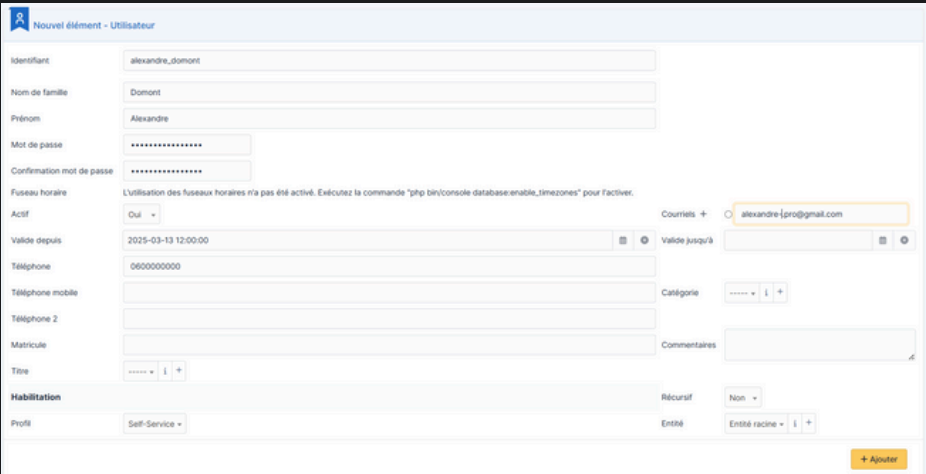 Nouvel élément - Utilisateur
Identifiant alexandre_domont
Nom de famille Domont
Prénom Alexandre
Mot de passe ••••••••••••••••
Confirmation mot de passe ••••••••••••••••
Fuseau horaire L'utilisation des fuseaux horaires n'a pas été activé. Exécutez la commande "php bin/console database:enable_timezones" pour l'activer.
Actif Oui Courriels + alexandre-.pro@gmail.com
Valide depuis 2025-03-13 12:00:00 Valide jusqu'à
Téléphone 0600000000
Téléphone mobile Catégorie ----- i +
Téléphone 2
Matricule Commentaires
Titre ----- i +
Habilitation Récursif Non
Profil Self-Service Entité Entité racine i +
+ Ajouter